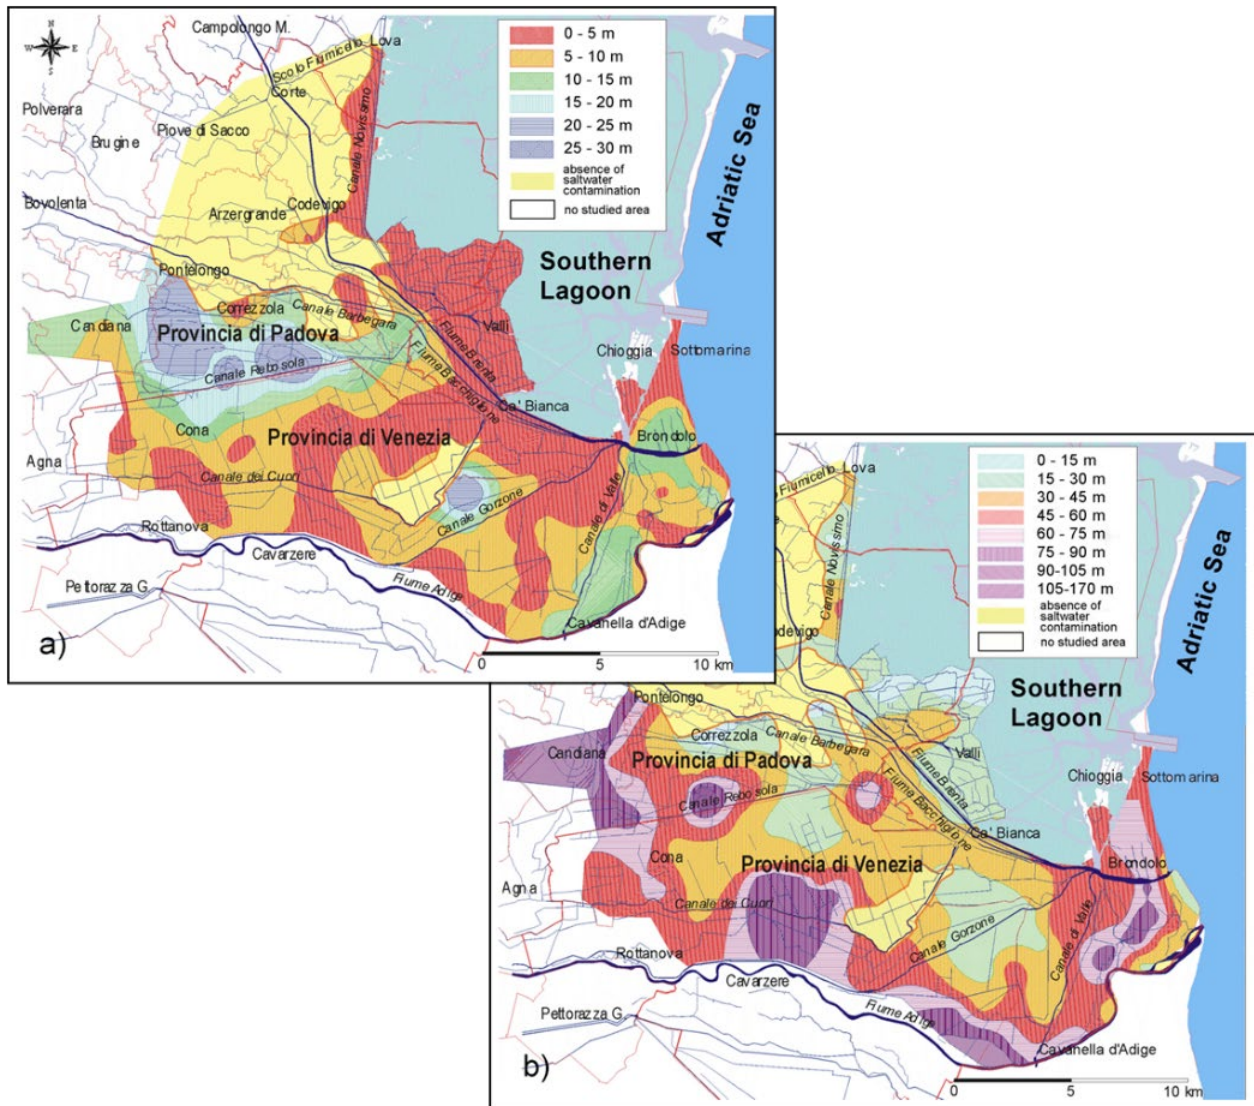 Campolongo M.
N
W E
S
Scolo Fiumicello Lova
Corte
Polverara
Brugine
Piove di Sacco
Canale Novissimo
Bovolenta
Arzergrande
Codevigo
Pontelongo
Candiana
Correzzola
Canale Barbegara
Provincia di Padova
Fiume Brenta
Valli
Canale Rebosola
Fiume Bacchiglione
Ca' Bianca
Cona
Provincia di Venezia
Agna
Canale dei Cuori
Canale Gorzone
Canale di Valle
Rottanova
Cavarzere
Fiume Adige
Pettorazza G.
Cavanella d'Adige
Southern
Lagoon
Chioggia
Sottomarina
Brondolo
Adriatic Sea
0 - 5 m
5 - 10 m
10 - 15 m
15 - 20 m
20 - 25 m
25 - 30 m
absence of
saltwater
contamination
no studied area
a)
0 5 10 km
Fiumicello Lova
Canale Novissimo
odevigo
Pontelongo
Candiana
Correzzola
Canale Barbegara
Provincia di Padova
Fiume Brenta
Valli
Canale Rebosola
Fiume Bacchiglione
Ca' Bianca
Cona
Provincia di Venezia
Agna
Canale dei Cuori
Canale Gorzone
Canale di Valle
Rottanova
Cavarzere
Fiume Adige
Pettorazza G.
Cavanella d'Adige
Southern
Lagoon
Chioggia
Sottomarina
Brondolo
Adriatic Sea
0 - 15 m
15 - 30 m
30 - 45 m
45 - 60 m
60 - 75 m
75 - 90 m
90-105 m
105-170 m
absence of
saltwater
contamination
no studied area
b)
0 5 10 km